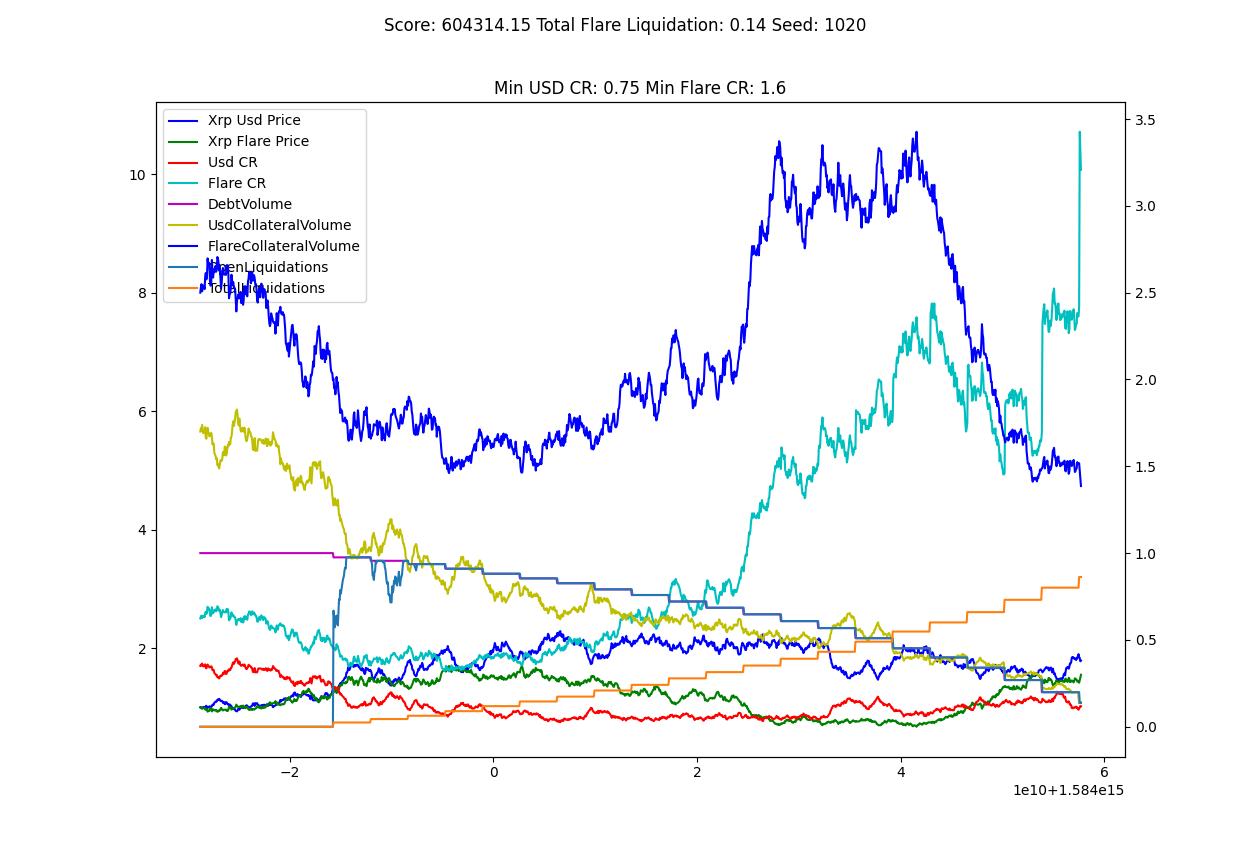 Score: 604314.15 Total Flare Liquidation: 0.14 Seed: 1020
Min USD CR: 0.75 Min Flare CR: 1.6
Xrp Usd Price
Xrp Flare Price
Usd CR
Flare CR
DebtVolume
UsdCollateralVolume
FlareCollateralVolume
OpenLiquidations
TotalLiquidations
10
8
6
4
2
3.5
3.0
2.5
2.0
1.5
1.0
0.5
0.0
−2
0
2
4
6
1e10+1.584e15